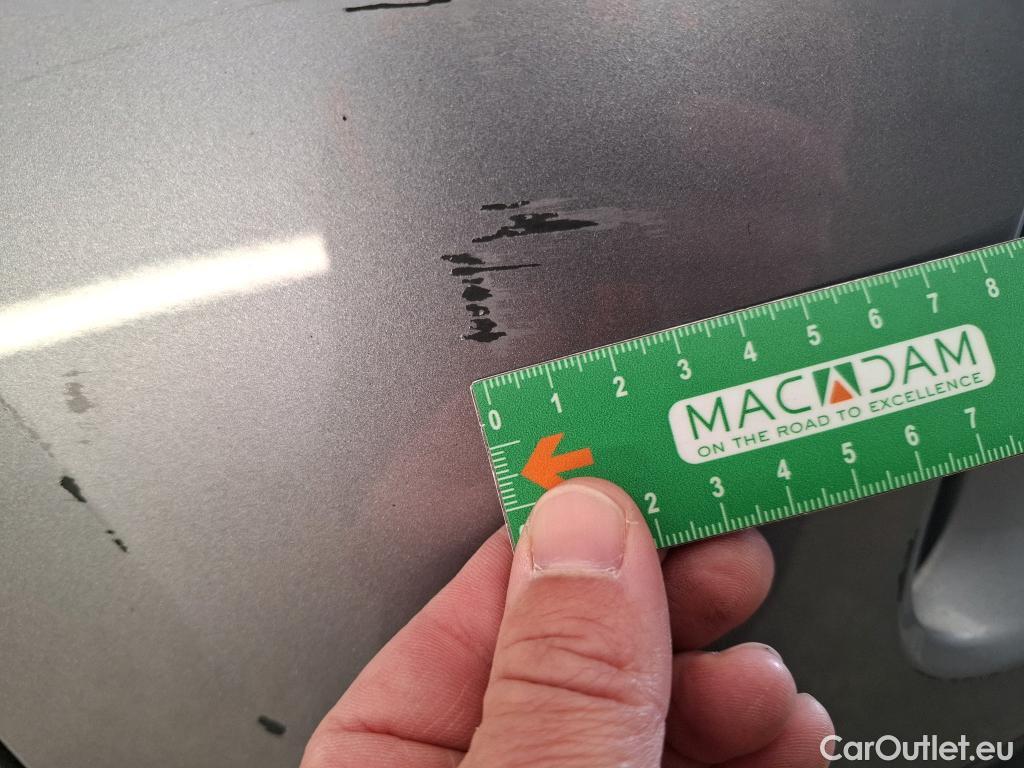 0 1 2 3 4 5 6 7 8
MACADAM
ON THE ROAD TO EXCELLENCE
2 3 4 5 6 7
CarOutlet.eu